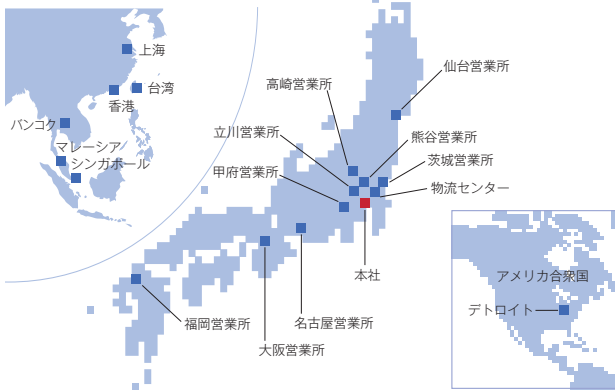 上海
台湾
香港
バンコク
マレーシア
シンガポール
仙台営業所
高崎営業所
立川営業所
熊谷営業所
茨城営業所
甲府営業所
物流センター
本社
福岡営業所
名古屋営業所
大阪営業所
アメリカ合衆国
デトロイト